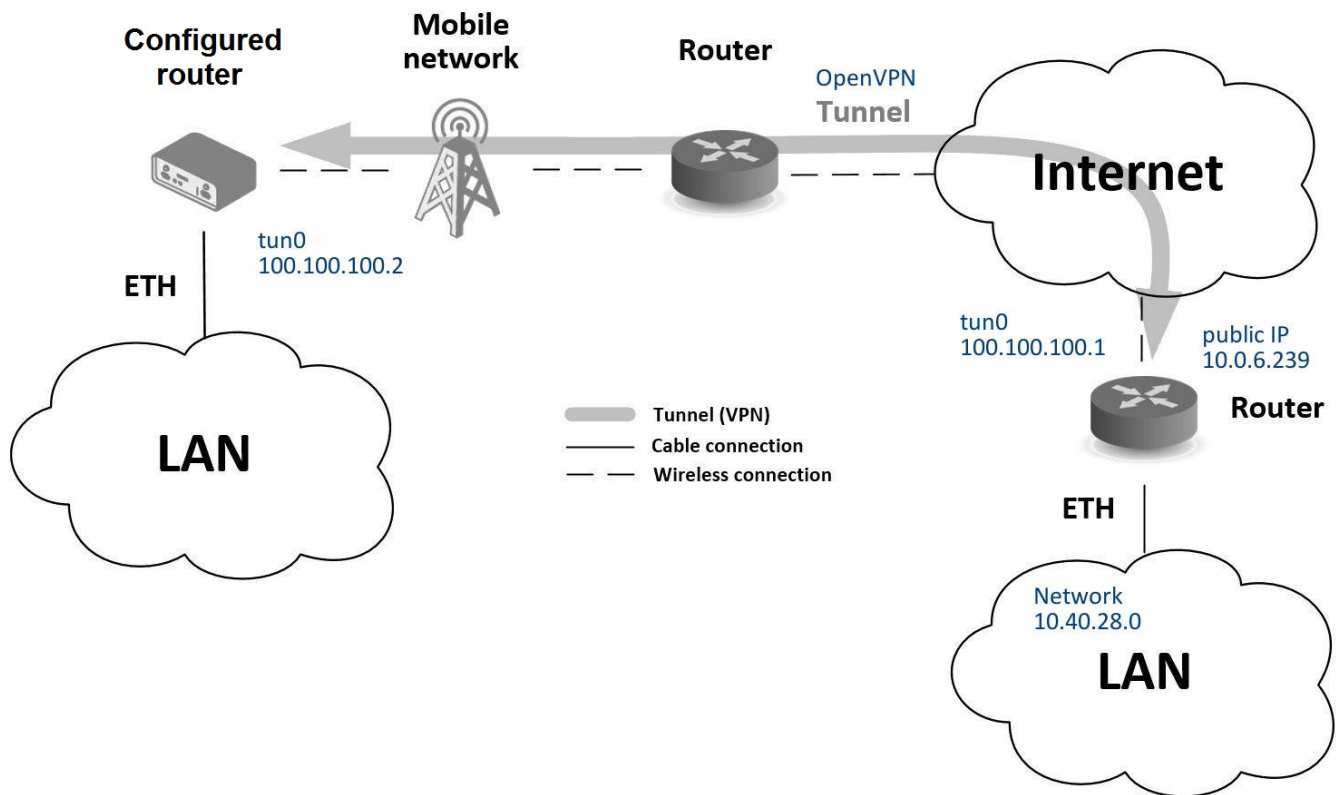 Configured
router
Mobile
network
Router
OpenVPN
Tunnel
Internet
tun0
100.100.100.2
ETH
tun0
100.100.100.1
public IP
10.0.6.239
Router
LAN
Tunnel (VPN)
Cable connection
Wireless connection
ETH
Network
10.40.28.0
LAN